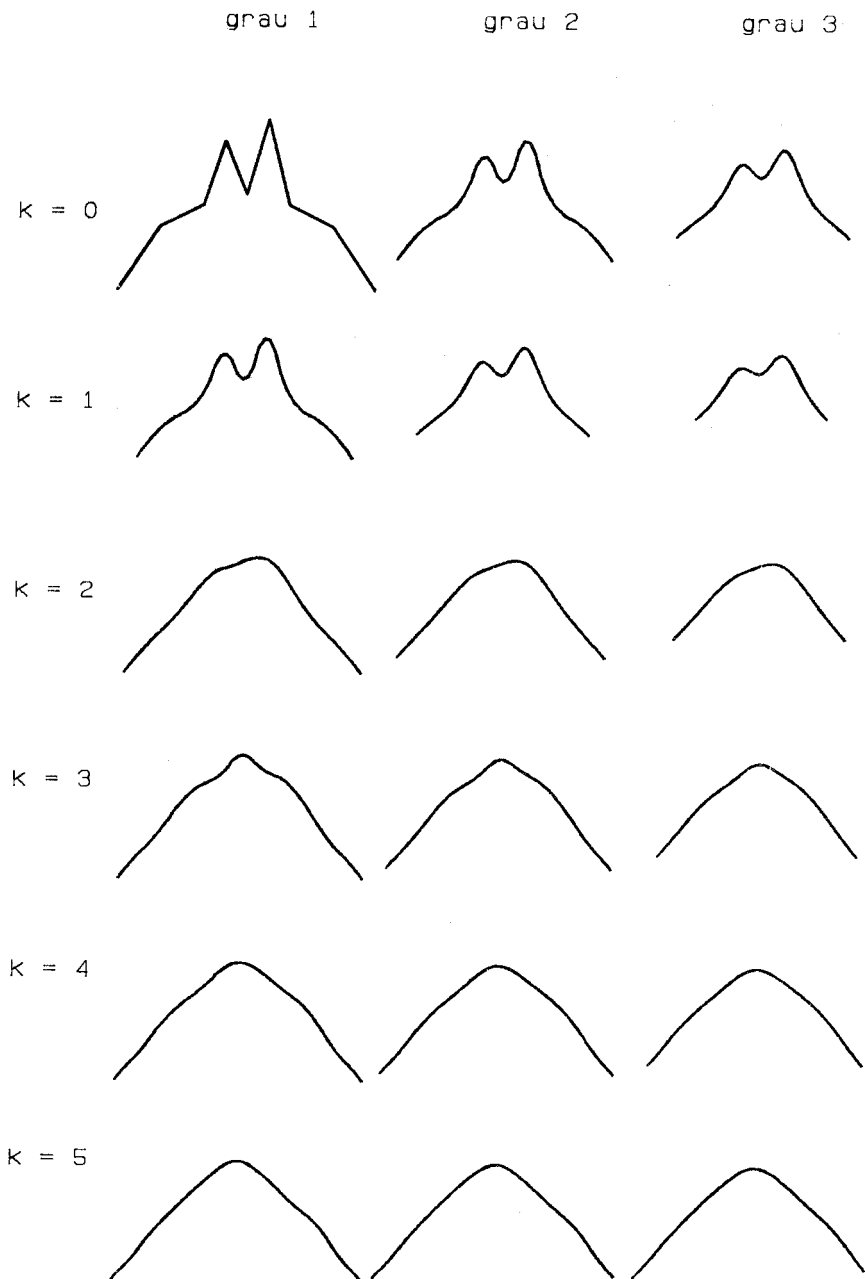 grau 1 grau 2 grau 3
k = 0
k = 1
k = 2
k = 3
k = 4
k = 5